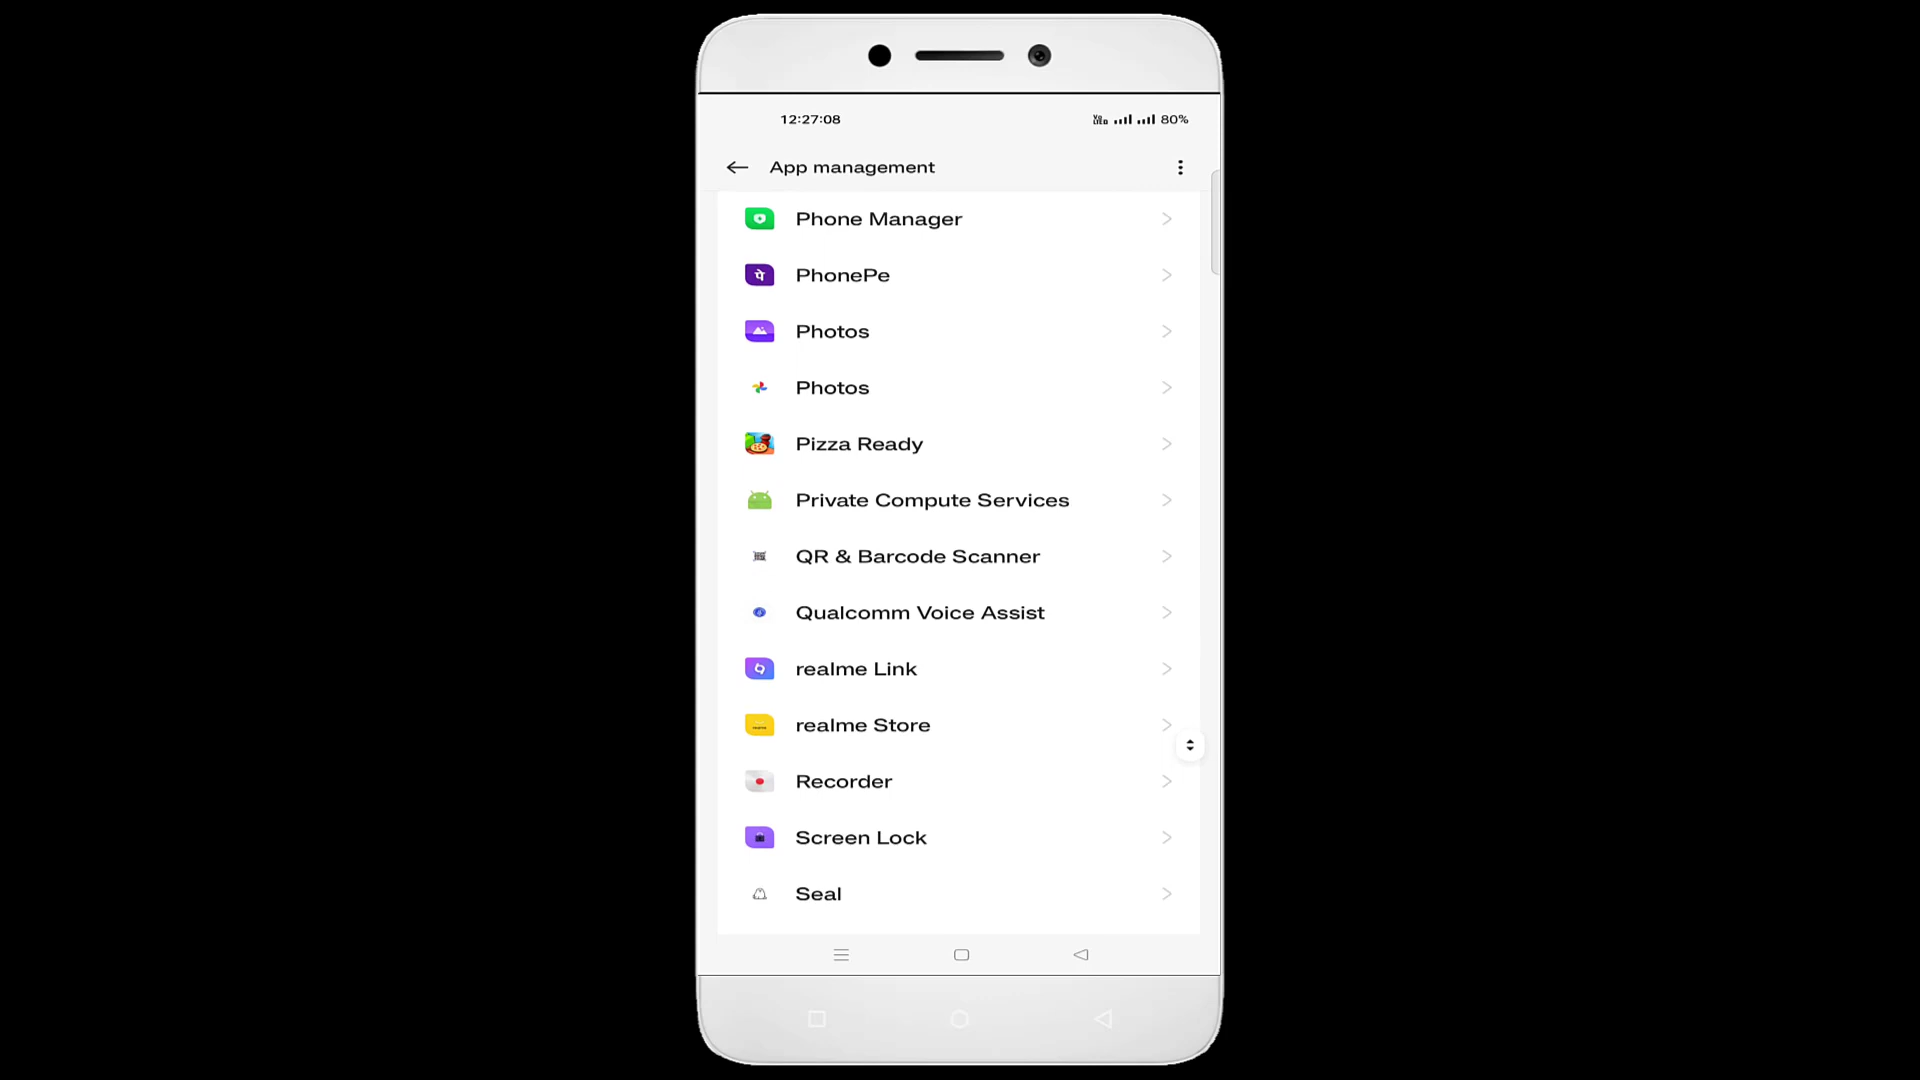 12:27:08
80%
App management
Phone Manager
पे
PhonePe
Photos
Photos
Pizza Ready
Private Compute Services
QR & Barcode Scanner
Qualcomm Voice Assist
realme Link
realme Store
Recorder
Screen Lock
Seal